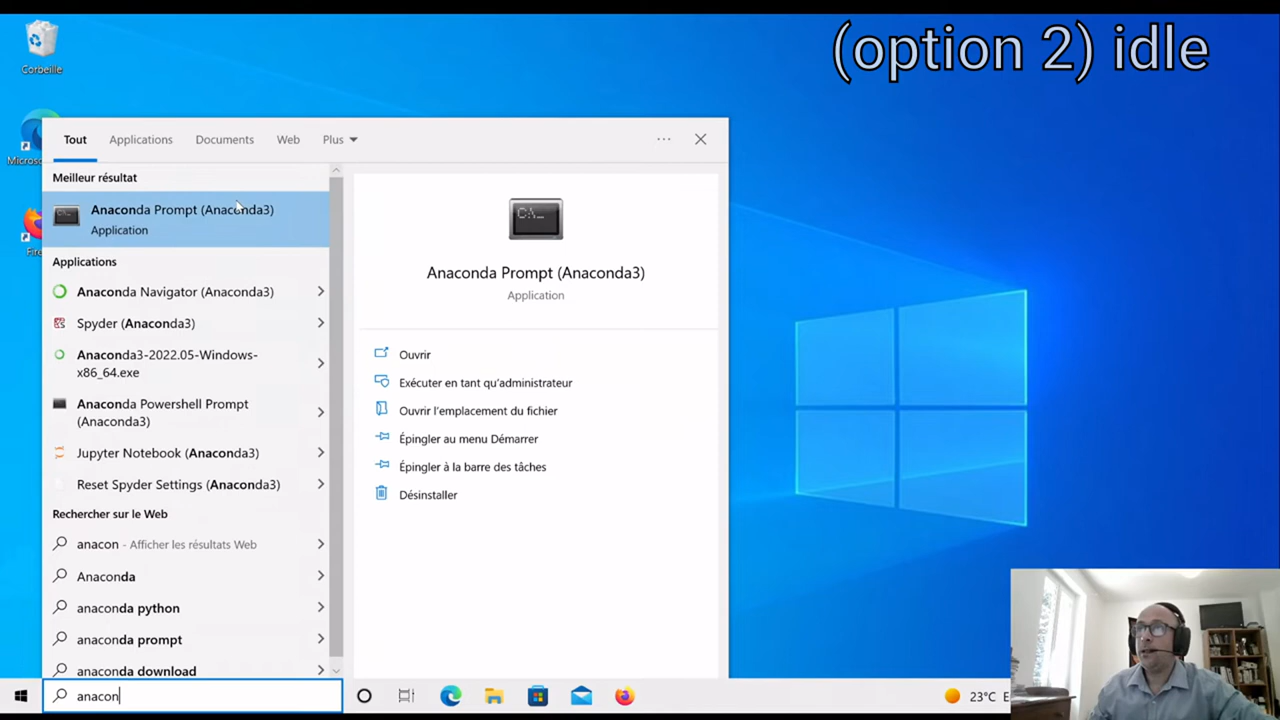 (option 2) idle
Corbeille
Micros
Fire
Tout
Applications
Documents
Web
Plus
Meilleur résultat
Anaconda Prompt (Anaconda3)
Application
Applications
Anaconda Navigator (Anaconda3)
Spyder (Anaconda3)
Anaconda3-2022.05-Windows-
x86_64.exe
Anaconda Powershell Prompt
(Anaconda3)
Jupyter Notebook (Anaconda3)
Reset Spyder Settings (Anaconda3)
Rechercher sur le Web
anacon - Afficher les résultats Web
Anaconda
anaconda python
anaconda prompt
anaconda download
anacon
C:\_
Anaconda Prompt (Anaconda3)
Application
Ouvrir
Exécuter en tant qu'administrateur
Ouvrir l'emplacement du fichier
Épingler au menu Démarrer
Épingler à la barre des tâches
Désinstaller
23°C E